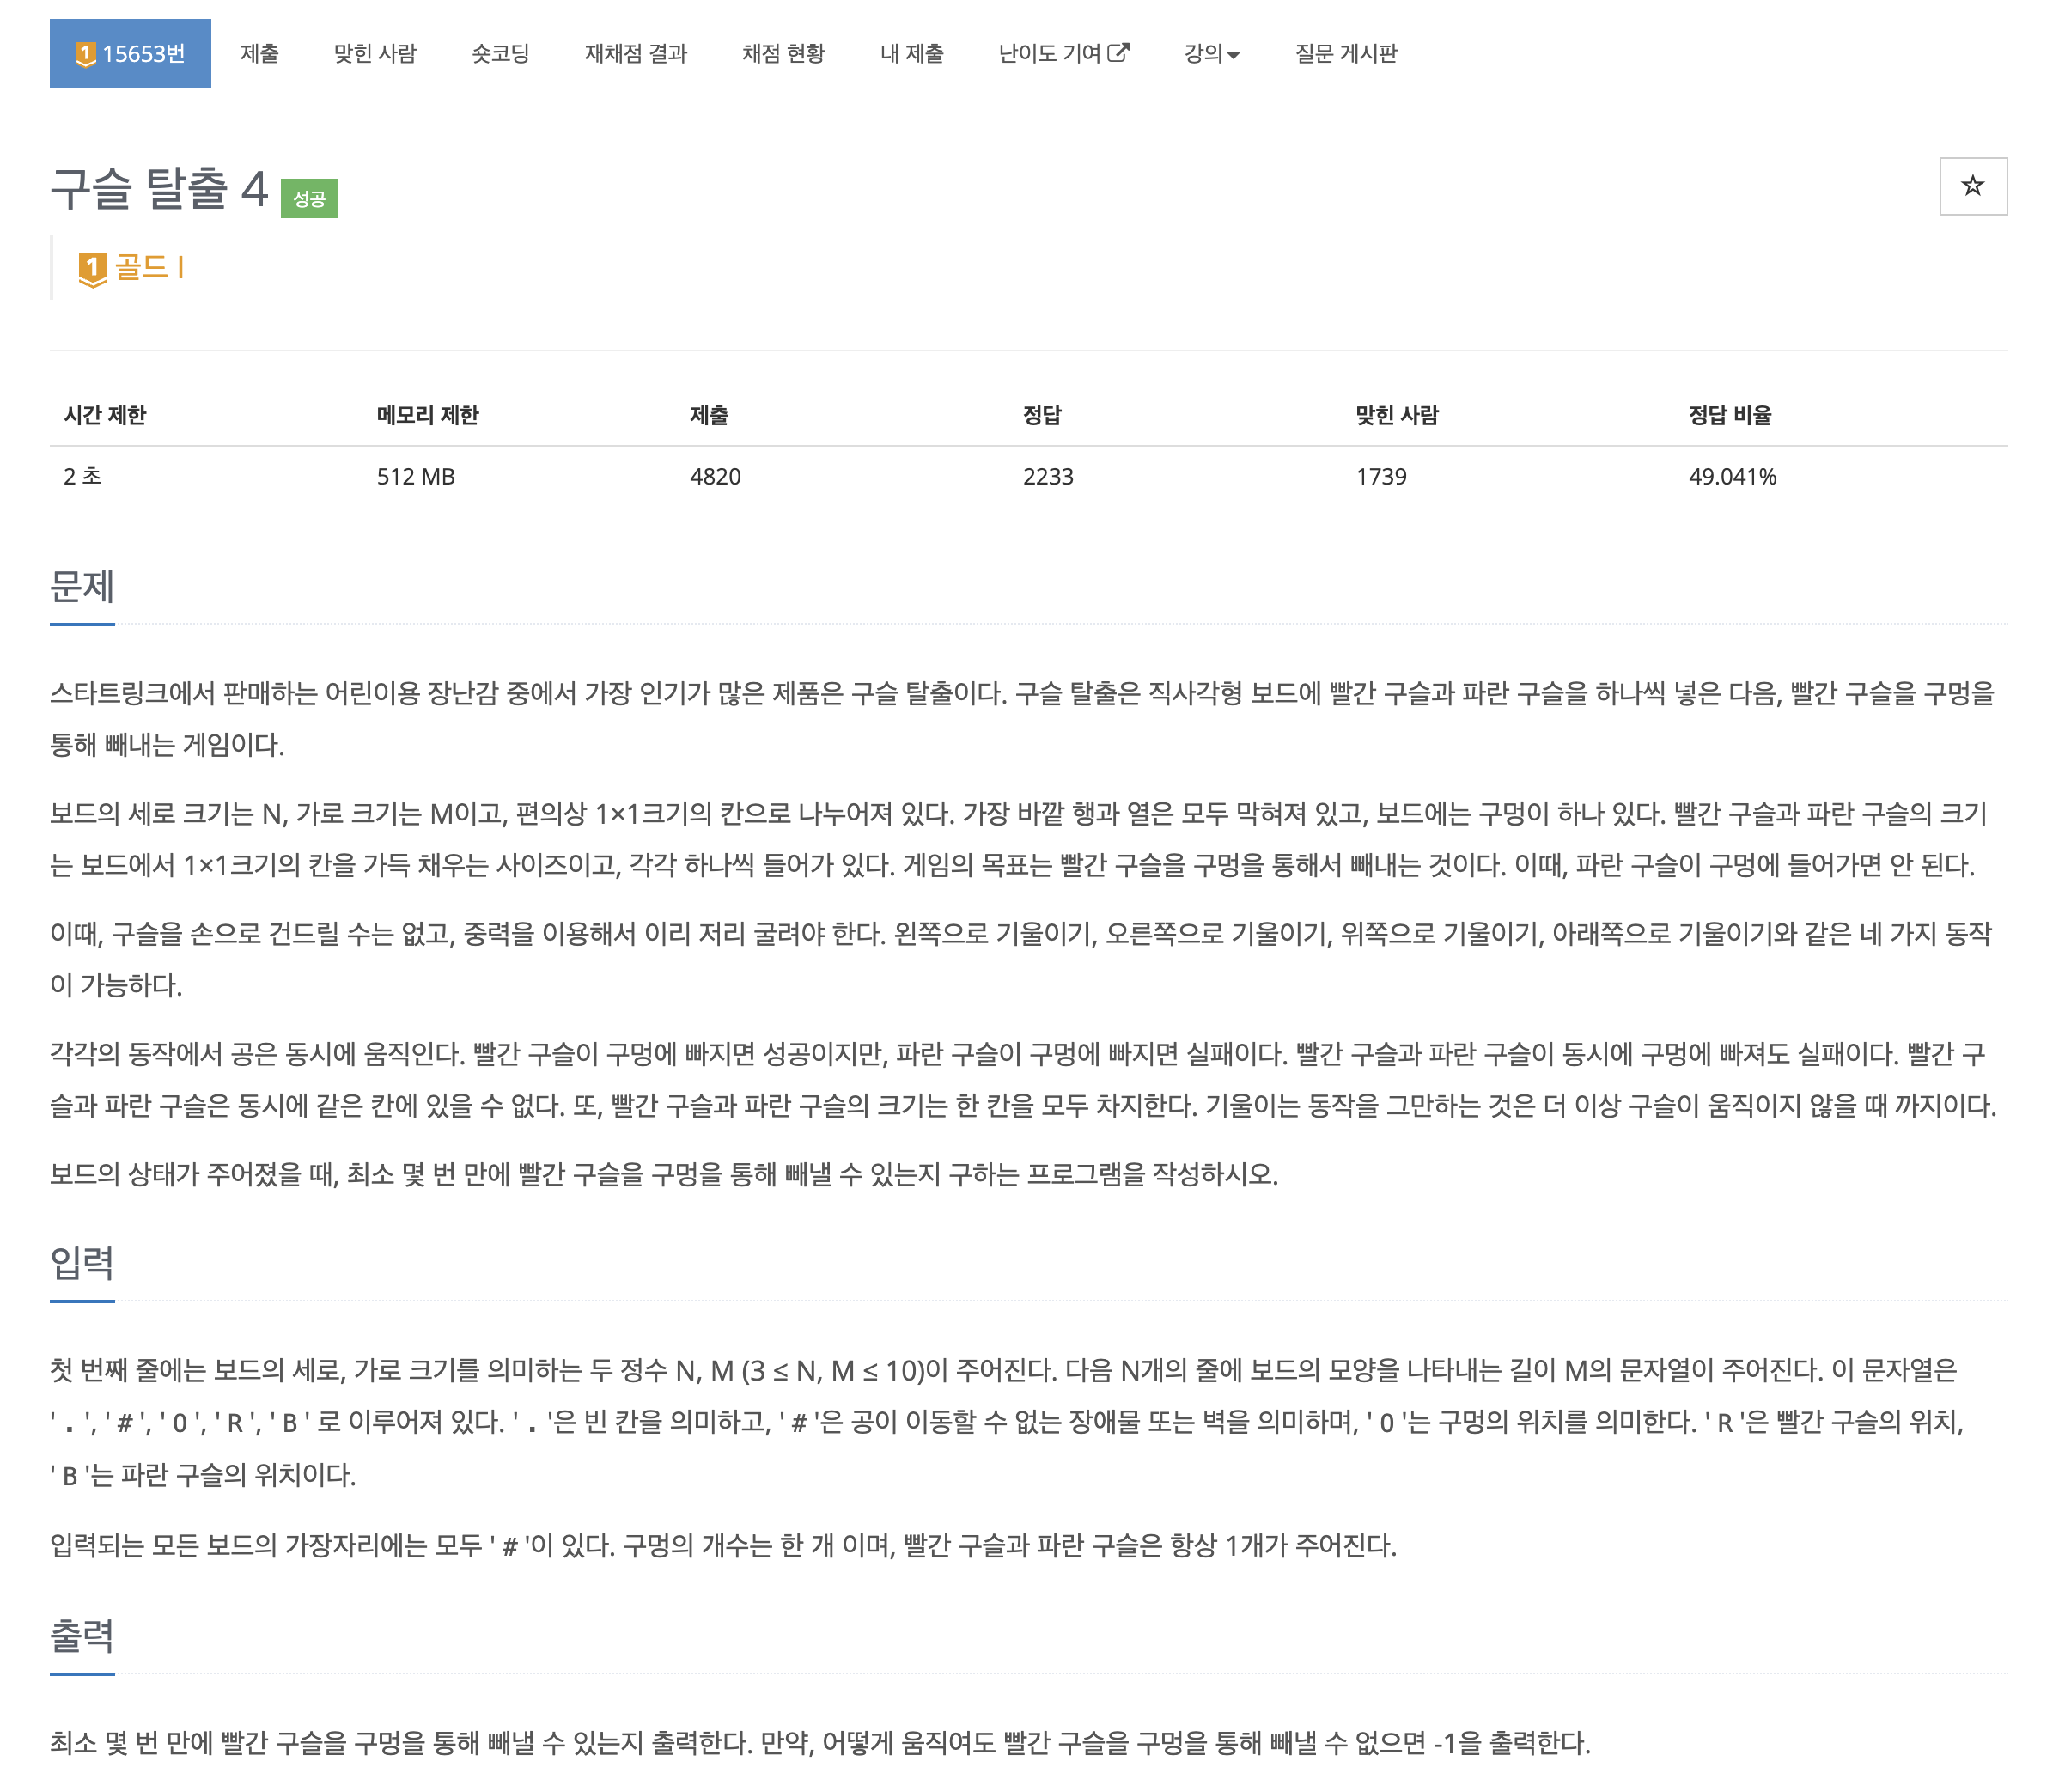 1 15653번 제출 맞힌 사람 숏코딩 재채점 결과 채점 현황 내 제출 난이도 기여 강의 질문 게시판
구슬 탈출 4 성공
1 골드 I
시간 제한 메모리 제한 제출 정답 맞힌 사람 정답 비율
2 초 512 MB 4820 2233 1739 49.041%
문제
스타트링크에서 판매하는 어린이용 장난감 중에서 가장 인기가 많은 제품은 구슬 탈출이다. 구슬 탈출은 직사각형 보드에 빨간 구슬과 파란 구슬을 하나씩 넣은 다음, 빨간 구슬을 구멍을
통해 빼내는 게임이다.
보드의 세로 크기는 N, 가로 크기는 M이고, 편의상 1×1크기의 칸으로 나누어져 있다. 가장 바깥 행과 열은 모두 막혀져 있고, 보드에는 구멍이 하나 있다. 빨간 구슬과 파란 구슬의 크기
는 보드에서 1×1크기의 칸을 가득 채우는 사이즈이고, 각각 하나씩 들어가 있다. 게임의 목표는 빨간 구슬을 구멍을 통해서 빼내는 것이다. 이때, 파란 구슬이 구멍에 들어가면 안 된다.
이때, 구슬을 손으로 건드릴 수는 없고, 중력을 이용해서 이리 저리 굴려야 한다. 왼쪽으로 기울이기, 오른쪽으로 기울이기, 위쪽으로 기울이기, 아래쪽으로 기울이기와 같은 네 가지 동작
이 가능하다.
각각의 동작에서 공은 동시에 움직인다. 빨간 구슬이 구멍에 빠지면 성공이지만, 파란 구슬이 구멍에 빠지면 실패이다. 빨간 구슬과 파란 구슬이 동시에 구멍에 빠져도 실패이다. 빨간 구
슬과 파란 구슬은 동시에 같은 칸에 있을 수 없다. 또, 빨간 구슬과 파란 구슬의 크기는 한 칸을 모두 차지한다. 기울이는 동작을 그만하는 것은 더 이상 구슬이 움직이지 않을 때 까지이다.
보드의 상태가 주어졌을 때, 최소 몇 번 만에 빨간 구슬을 구멍을 통해 빼낼 수 있는지 구하는 프로그램을 작성하시오.
입력
첫 번째 줄에는 보드의 세로, 가로 크기를 의미하는 두 정수 N, M (3 ≤ N, M ≤ 10)이 주어진다. 다음 N개의 줄에 보드의 모양을 나타내는 길이 M의 문자열이 주어진다. 이 문자열은
'.', '#', 'O', 'R', 'B' 로 이루어져 있다. '.'은 빈 칸을 의미하고, '#'은 공이 이동할 수 없는 장애물 또는 벽을 의미하며, 'O'는 구멍의 위치를 의미한다. 'R'은 빨간 구슬의 위치,
'B'는 파란 구슬의 위치이다.
입력되는 모든 보드의 가장자리에는 모두 '#'이 있다. 구멍의 개수는 한 개 이며, 빨간 구슬과 파란 구슬은 항상 1개가 주어진다.
출력
최소 몇 번 만에 빨간 구슬을 구멍을 통해 빼낼 수 있는지 출력한다. 만약, 어떻게 움직여도 빨간 구슬을 구멍을 통해 빼낼 수 없으면 -1을 출력한다.